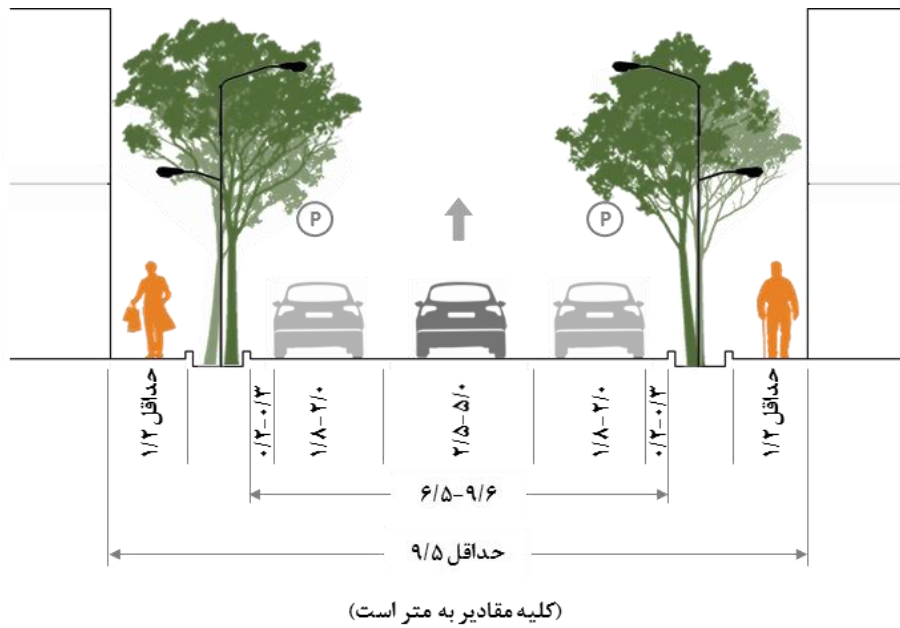 P
P
حداقل ۱/۲
۰/۲-۰/۳
۱/۸-۲/۰
۲/۵-۵/۰
۱/۸-۲/۰
۰/۲-۰/۳
حداقل ۱/۲
۶/۵-۹/۶
حداقل ۹/۵
(کلیه مقادیر به متر است)